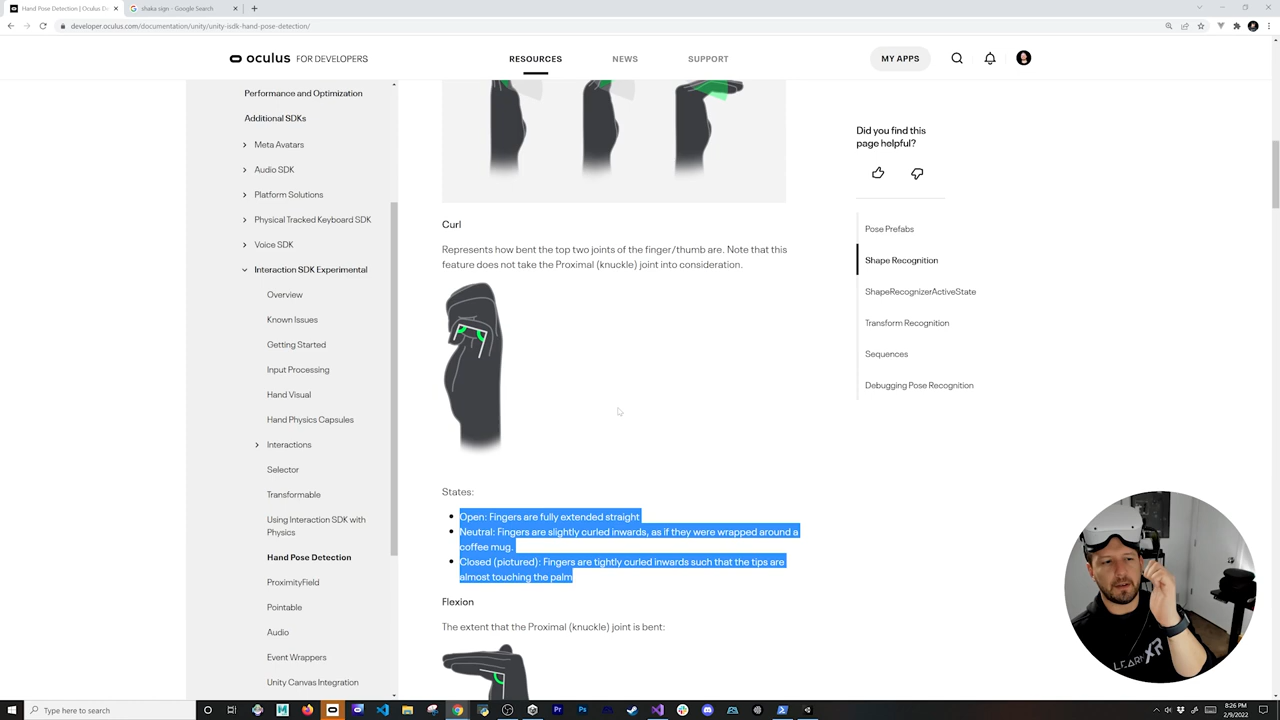 Hand Pose Detection | Oculus D
shaka sign - Google Search
developer.oculus.com/documentation/unity/unity-isdk-hand-pose-detection/
oculus FOR DEVELOPERS
RESOURCES
NEWS
SUPPORT
MY APPS
Performance and Optimization
Additional SDKs
Meta Avatars
Audio SDK
Platform Solutions
Physical Tracked Keyboard SDK
Voice SDK
Interaction SDK Experimental
Overview
Known Issues
Getting Started
Input Processing
Hand Visual
Hand Physics Capsules
Interactions
Selector
Transformable
Using Interaction SDK with
Physics
Hand Pose Detection
ProximityField
Pointable
Audio
Event Wrappers
Unity Canvas Integration
Curl
Represents how bent the top two joints of the finger/thumb are. Note that this
feature does not take the Proximal (knuckle) joint into consideration.
States:
Open: Fingers are fully extended straight
Neutral: Fingers are slightly curled inwards, as if they were wrapped around a
coffee mug.
Closed (pictured): Fingers are tightly curled inwards such that the tips are
almost touching the palm
Flexion
The extent that the Proximal (knuckle) joint is bent:
Did you find this
page helpful?
Pose Prefabs
Shape Recognition
ShapeRecognizerActiveState
Transform Recognition
Sequences
Debugging Pose Recognition
LEARN XR
Type here to search
8:26 PM
2/9/2022